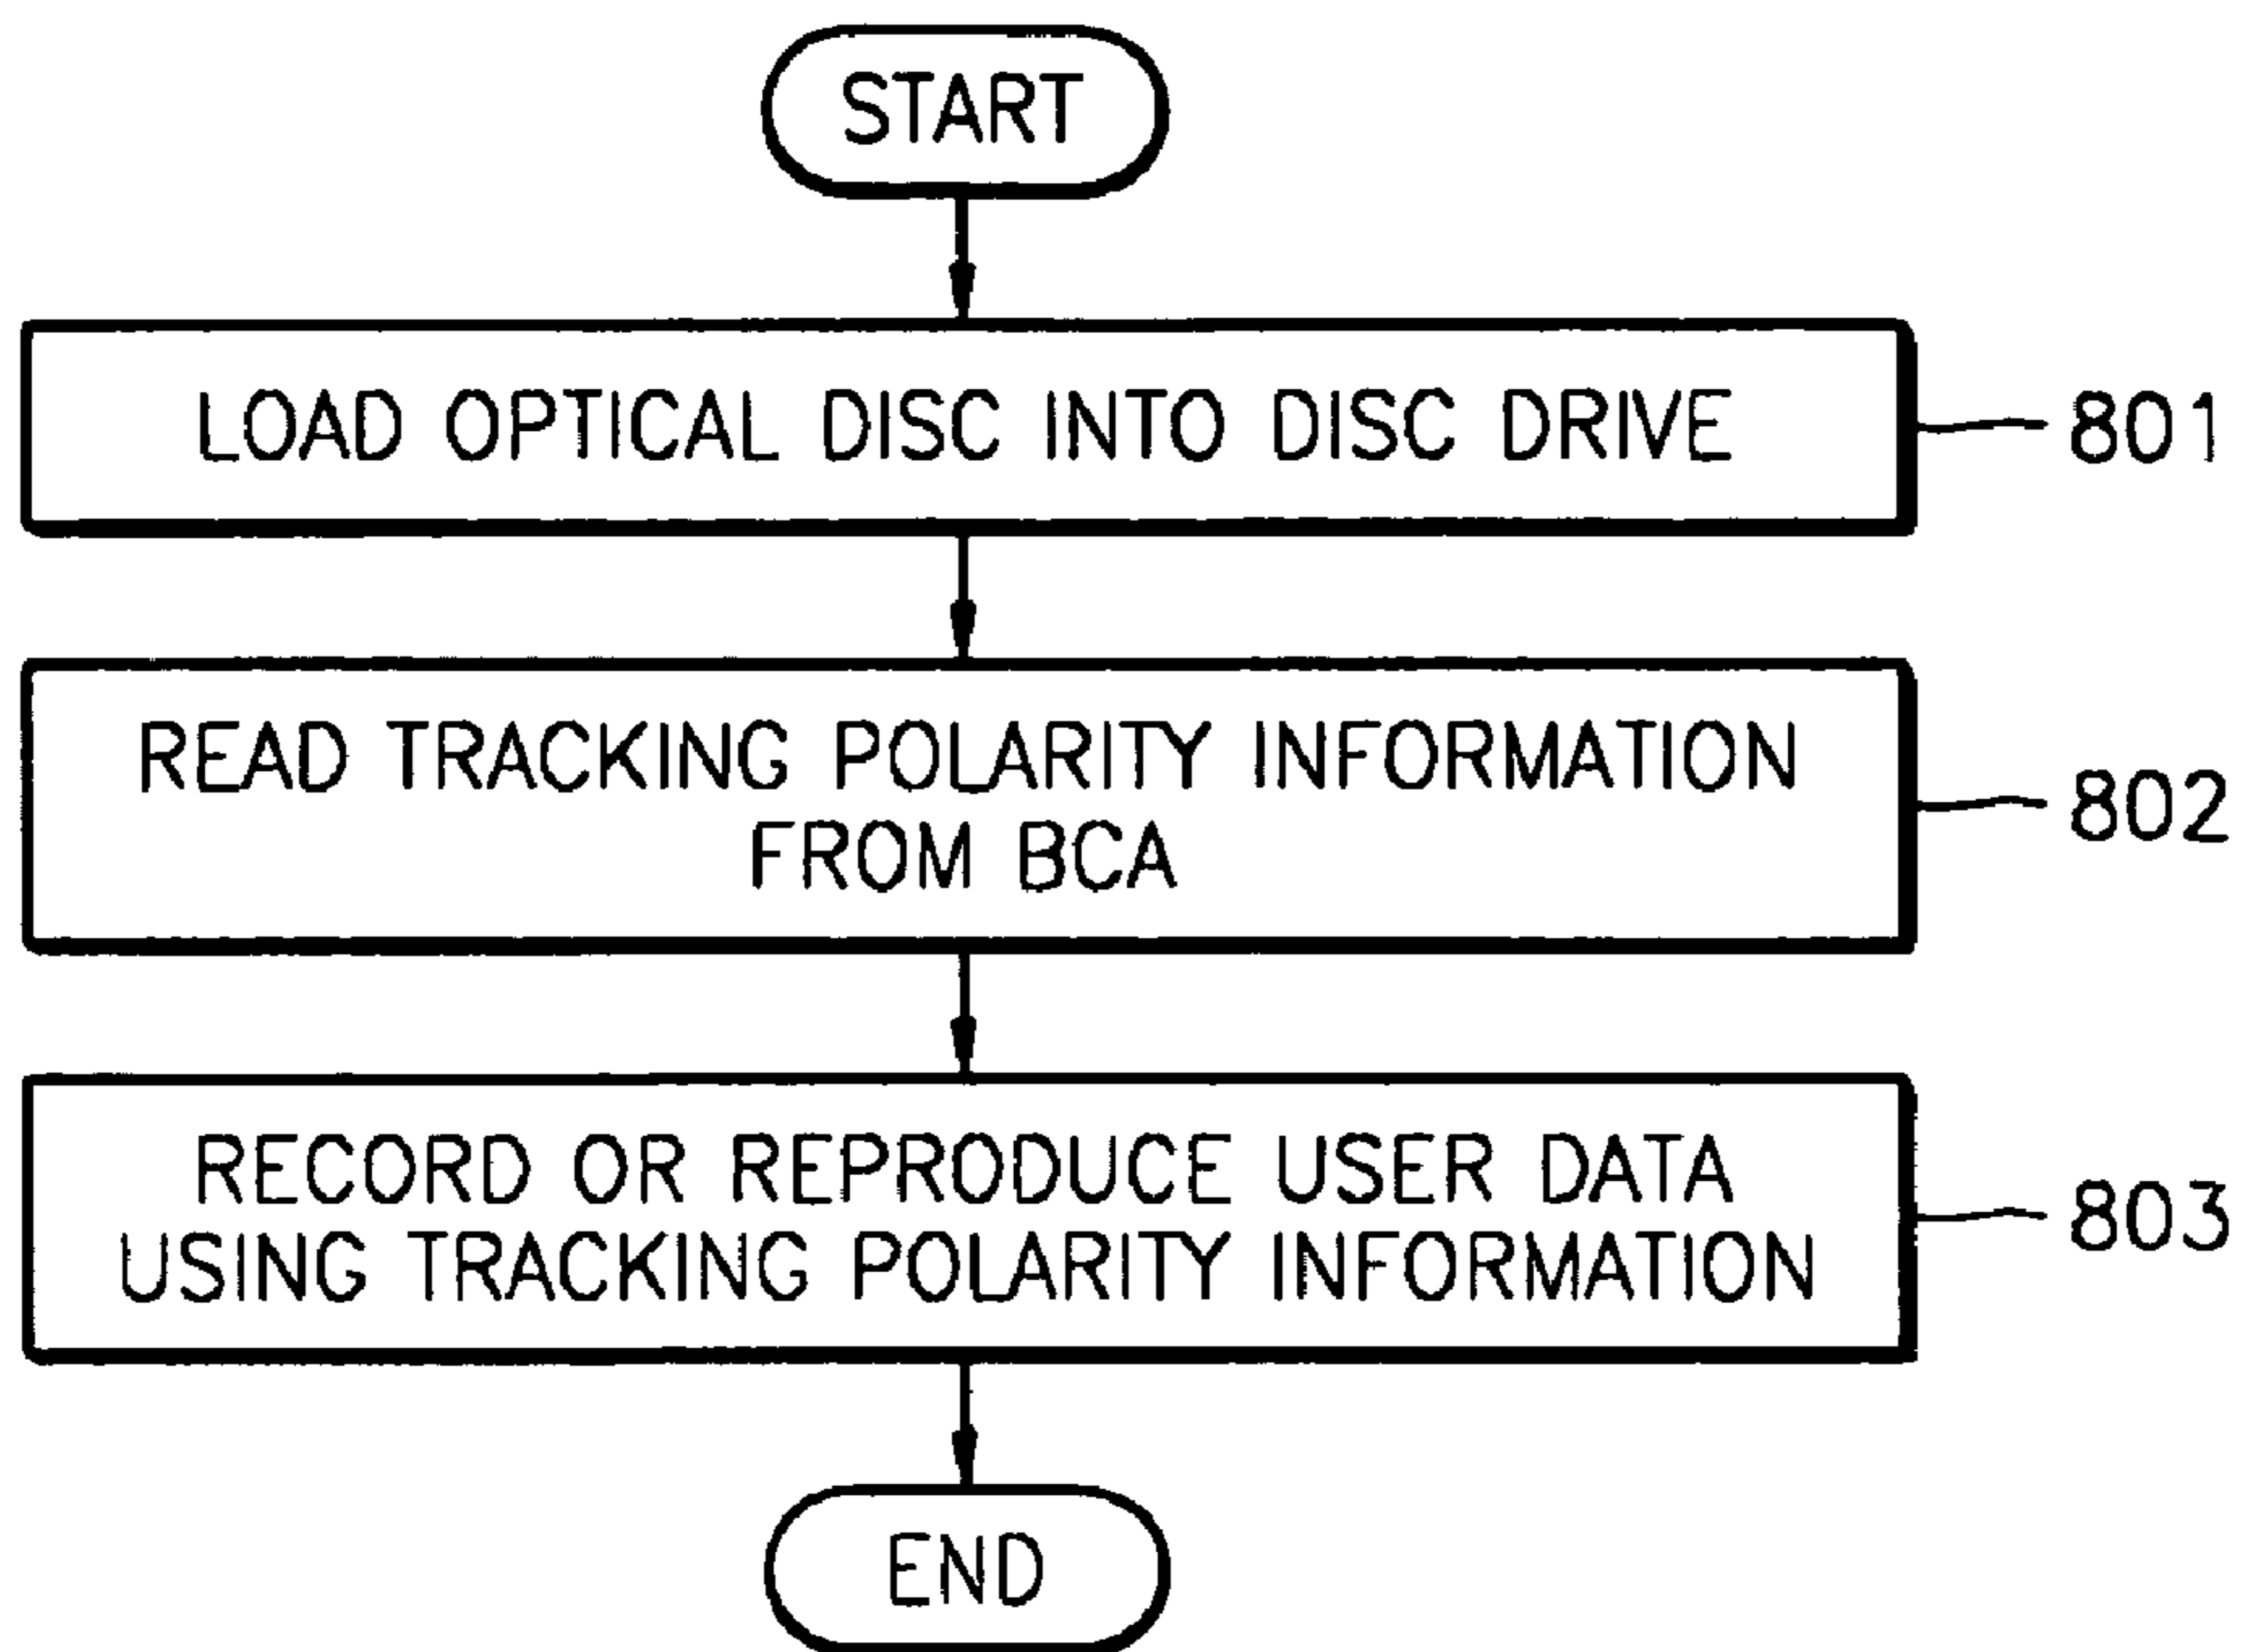 START
LOAD OPTICAL DISC INTO DISC DRIVE
801
READ TRACKING POLARITY INFORMATION
FROM BCA
802
RECORD OR REPRODUCE USER DATA
USING TRACKING POLARITY INFORMATION
803
END